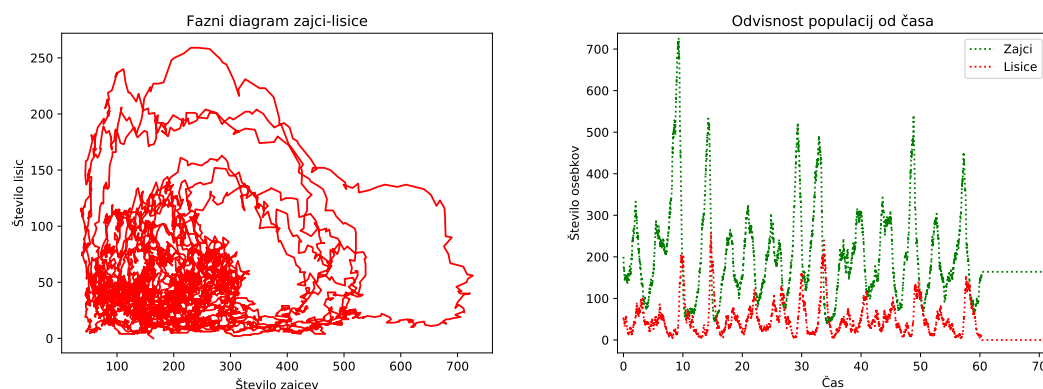 Fazni diagram zajci-lisice
Število lisic
250
200
150
100
50
0
100 200 300 400 500 600 700
Število zajcev
Odvisnost populacij od časa
Število osebkov
700
600
500
400
300
200
100
0
0 10 20 30 40 50 60 70
Čas
Zajci
Lisice